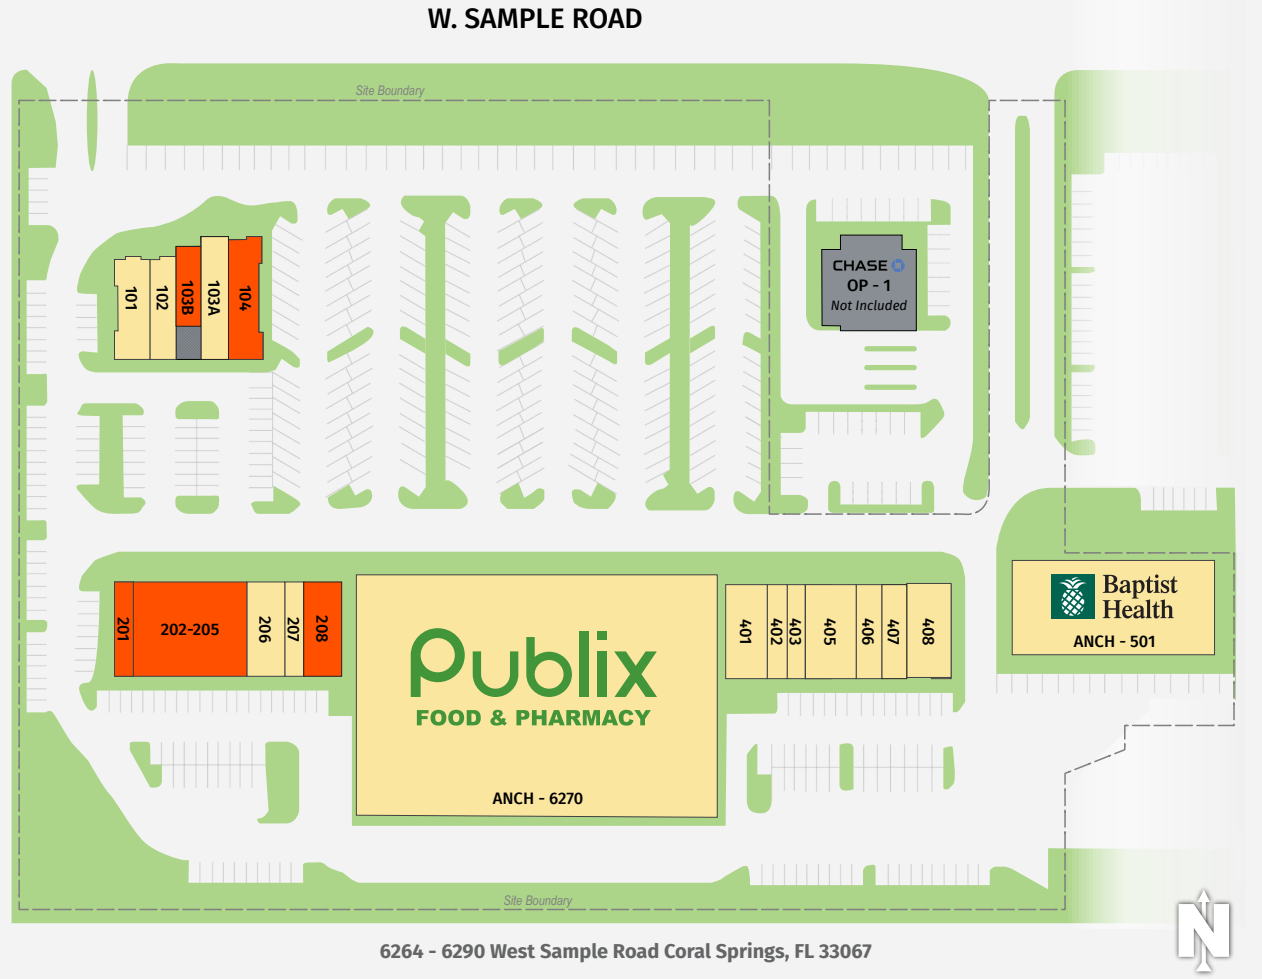 W. SAMPLE ROAD
Site Boundary
CHASE
OP - 1
Not Included
101
102
103B
103A
104
201
202-205
206
207
208
Publix
FOOD & PHARMACY
ANCH - 6270
401
402
403
405
406
407
408
Baptist
Health
ANCH - 501
Site Boundary
N
6264 - 6290 West Sample Road Coral Springs, FL 33067